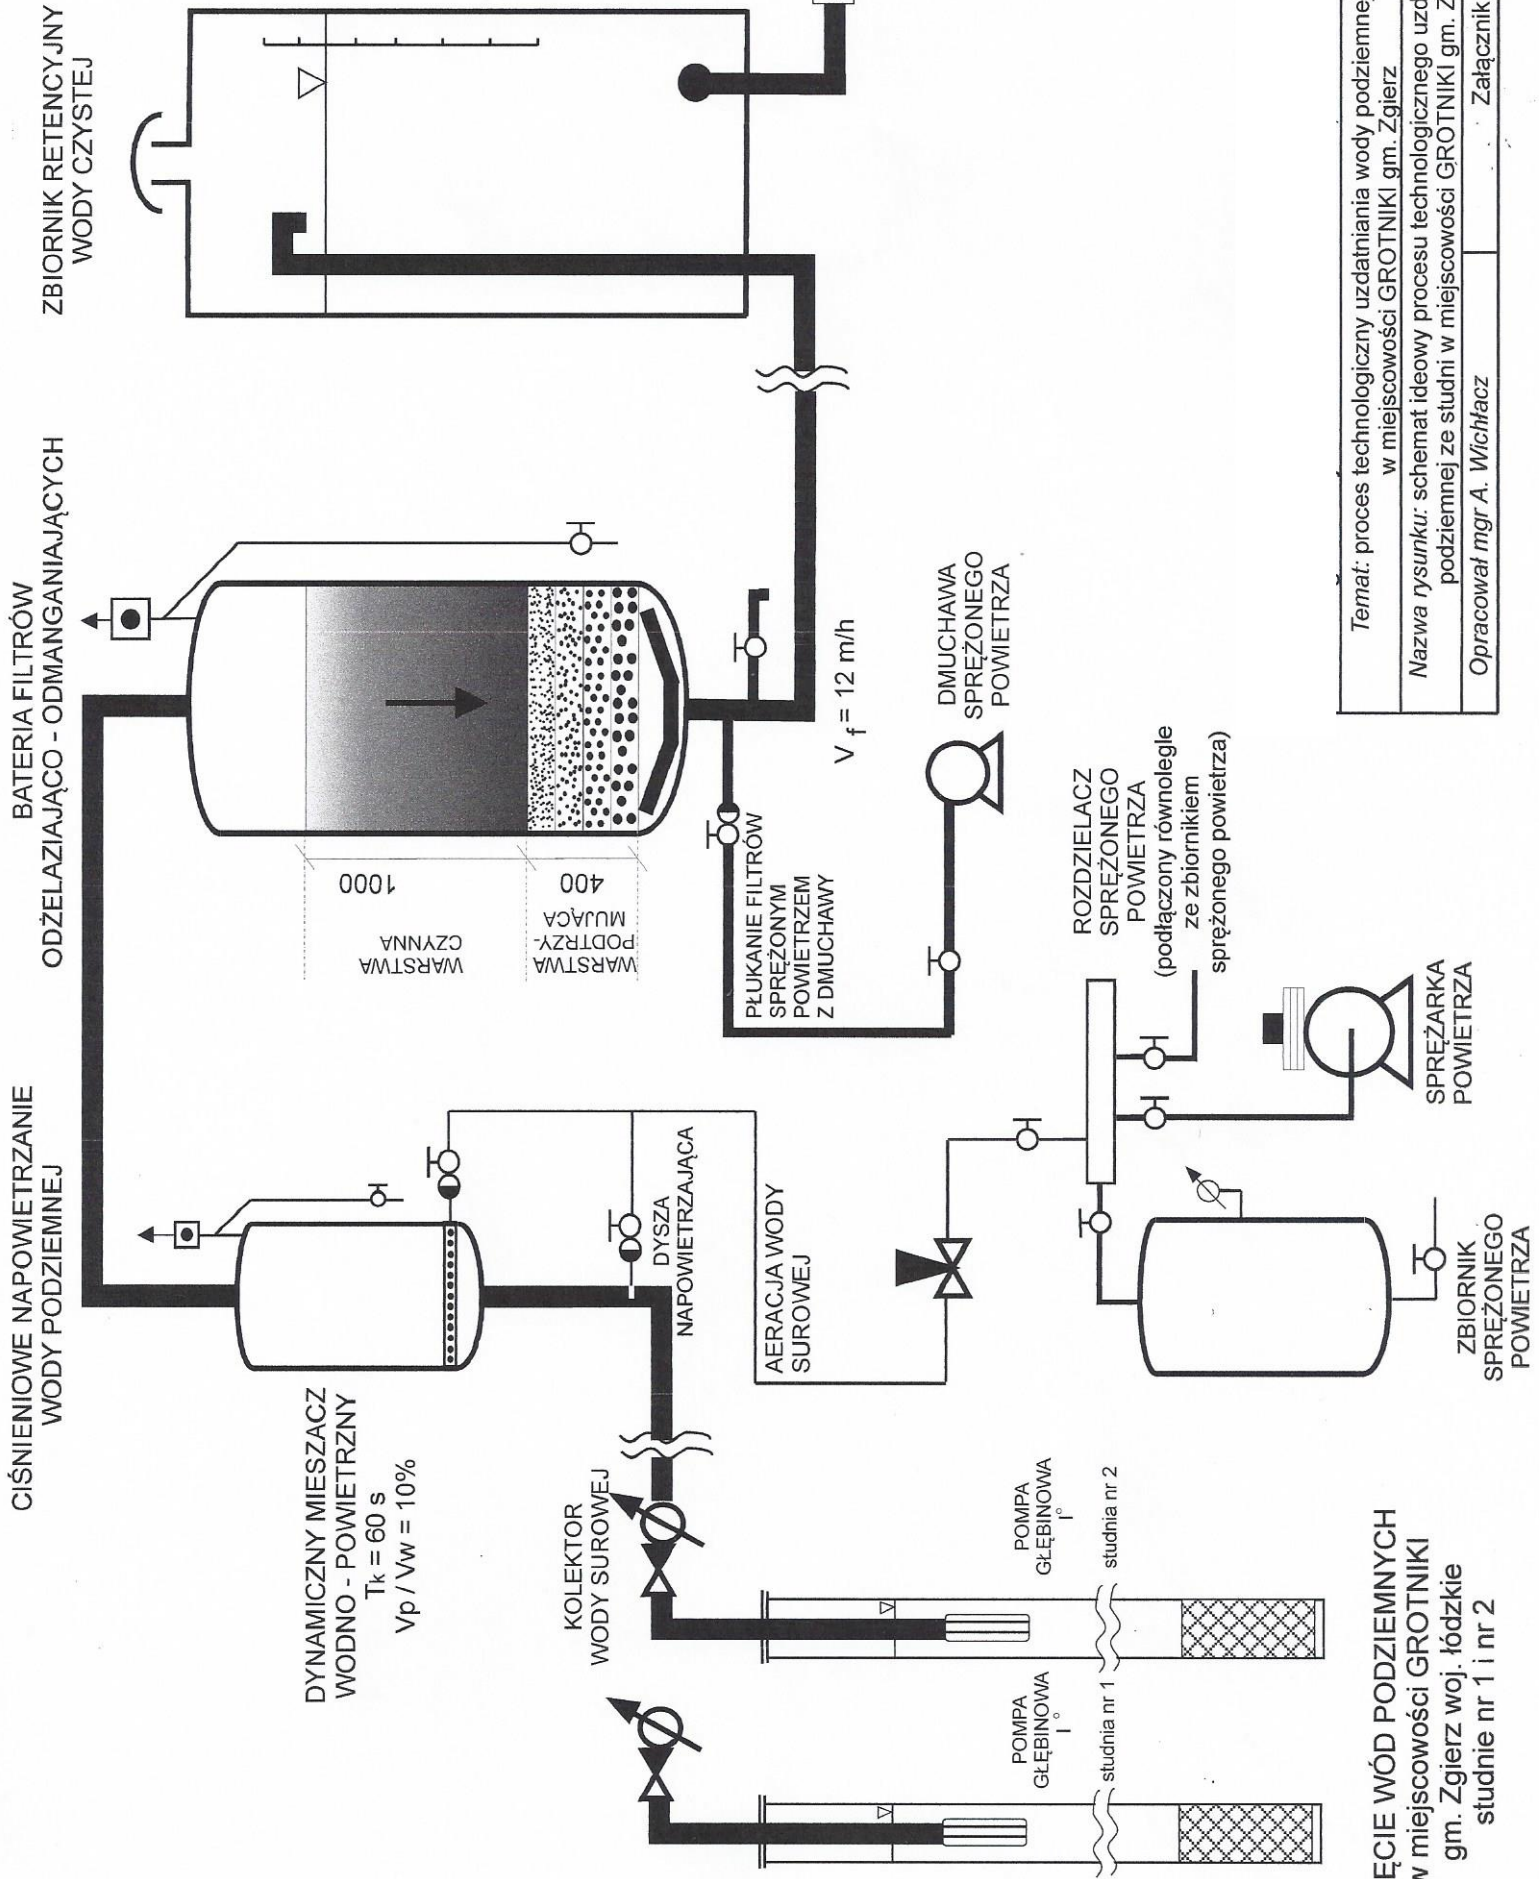 CIŚNIENIOWE NAPOWIETRZANIE
WODY PODZIEMNEJ
BATERIA FILTRÓW
ODŻELAZIAJĄCO - ODMANGANIAJĄCYCH
ZBIORNIK RETENCYJNY
WODY CZYSTEJ
DYNAMICZNY MIESZACZ
WODNO - POWIETRZNY
Tk = 60 s
Vp / Vw = 10%
WARSTWA
CZYNNA
1000
WARSTWA
PODTRZY-
MUJĄCA
400
KOLEKTOR
WODY SUROWEJ
DYSZA
NAPOWIETRZAJĄCA
AERACJA WODY
SUROWEJ
PŁUKANIE FILTRÓW
SPRĘŻONYM
POWIETRZEM
Z DMUCHAWY
V f = 12 m/h
DMUCHAWA
SPRĘŻONEGO
POWIETRZA
ROZDZIELACZ
SPRĘŻONEGO
POWIETRZA
(podłączony równolegle
ze zbiornikiem
sprężonego powietrza)
POMPA
GŁĘBINOWA
I°
studnia nr 1
POMPA
GŁĘBINOWA
I°
studnia nr 2
ZBIORNIK
SPRĘŻONEGO
POWIETRZA
SPRĘŻARKA
POWIETRZA
ĘCIE WÓD PODZIEMNYCH
w miejscowości GROTNIKI
gm. Zgierz woj. łódzkie
studnie nr 1 i nr 2
Temat: proces technologiczny uzdatniania wody podziemnej
w miejscowości GROTNIKI gm. Zgierz
Nazwa rysunku: schemat ideowy procesu technologicznego uzd
podziemnej ze studni w miejscowości GROTNIKI gm. Z
Opracował mgr A. Wichłacz
Załącznik